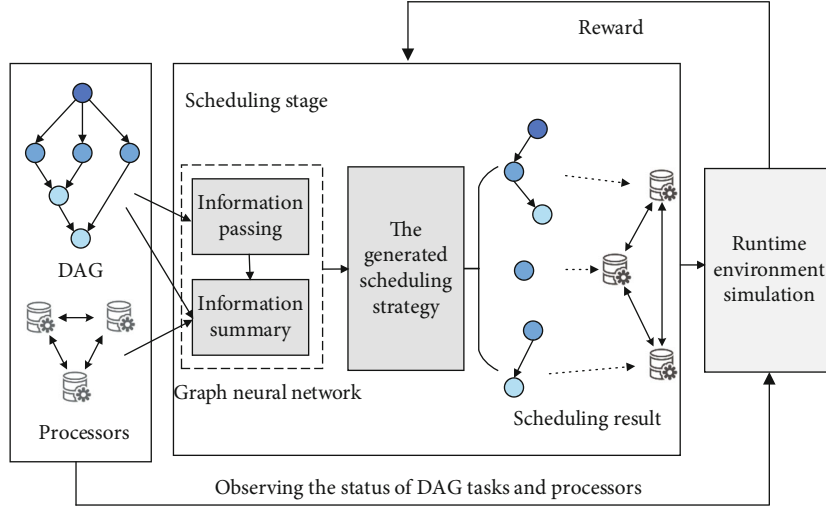 Reward
Scheduling stage
Information
passing
Information
summary
Graph neural network
The
generated
scheduling
strategy
Scheduling result
Runtime
environment
simulation
DAG
Processors
Observing the status of DAG tasks and processors